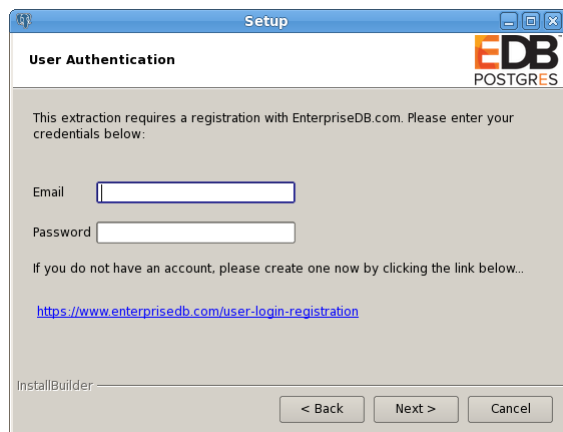 Setup
User Authentication
EDB
POSTGRES
This extraction requires a registration with EnterpriseDB.com. Please enter your
credentials below:
Email
Password
If you do not have an account, please create one now by clicking the link below...
https://www.enterprisedb.com/user-login-registration
InstallBuilder
< Back Next > Cancel